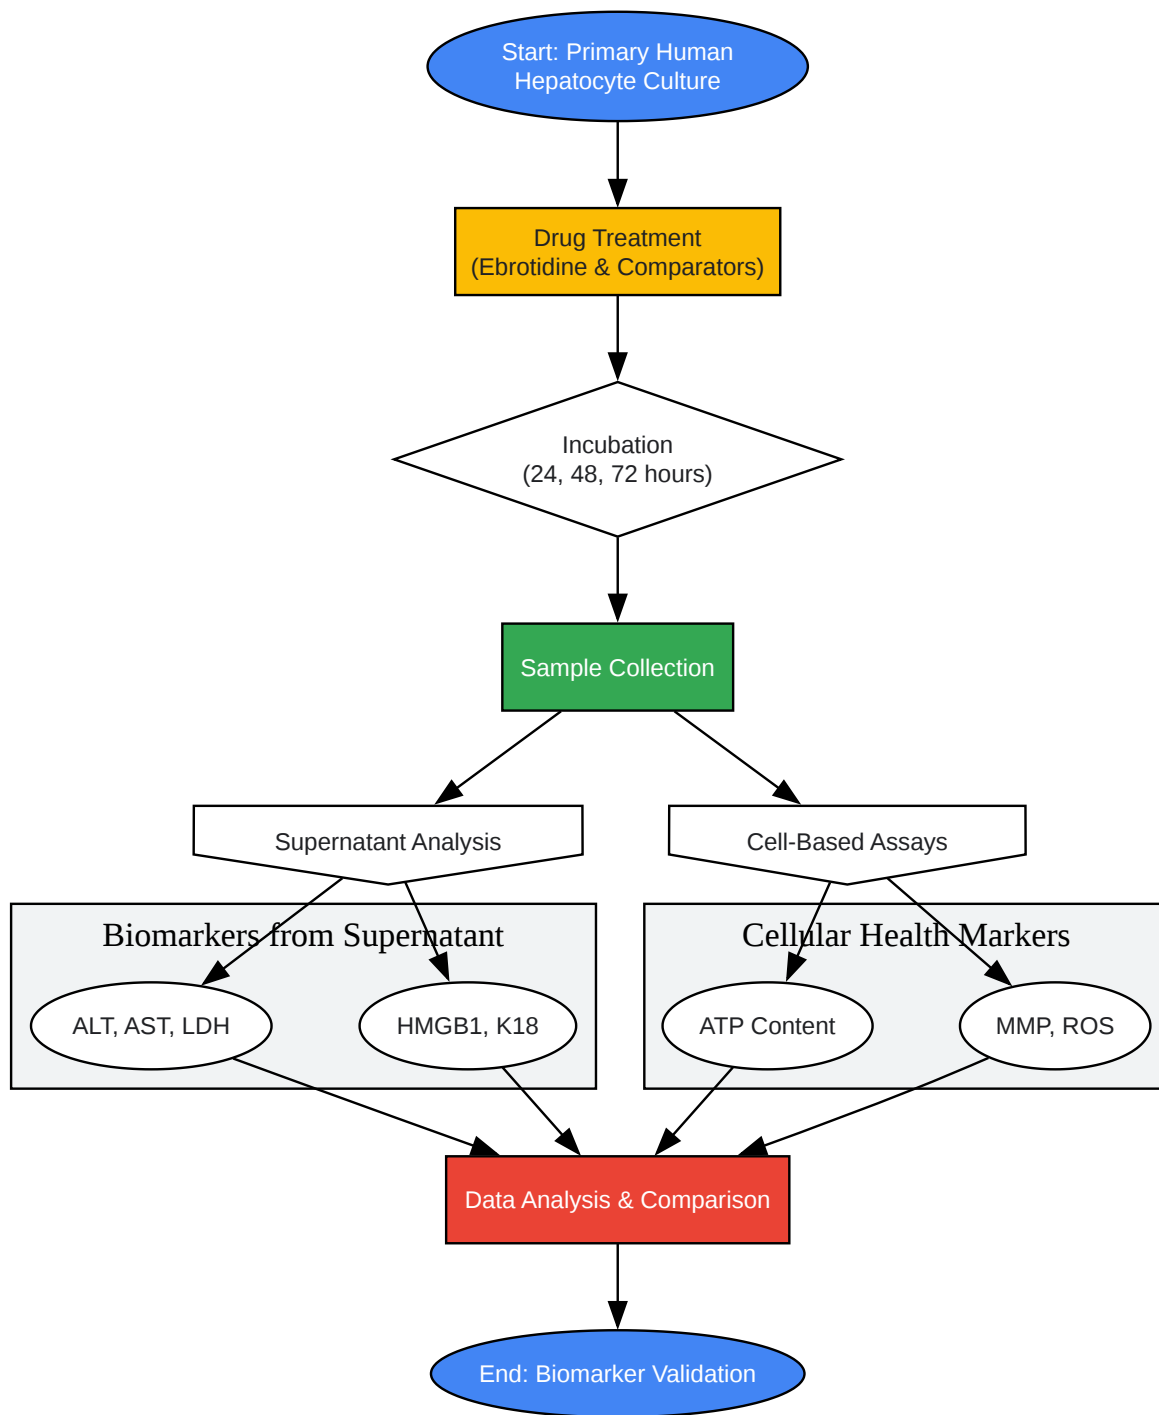 Start: Primary Human
Hepatocyte Culture
Drug Treatment
(Ebrotidine & Comparators)
Incubation
(24, 48, 72 hours)
Sample Collection
Supernatant Analysis
Cell-Based Assays
Biomarkers from Supernatant
Cellular Health Markers
ALT, AST, LDH
HMGB1, K18
ATP Content
MMP, ROS
Data Analysis & Comparison
End: Biomarker Validation